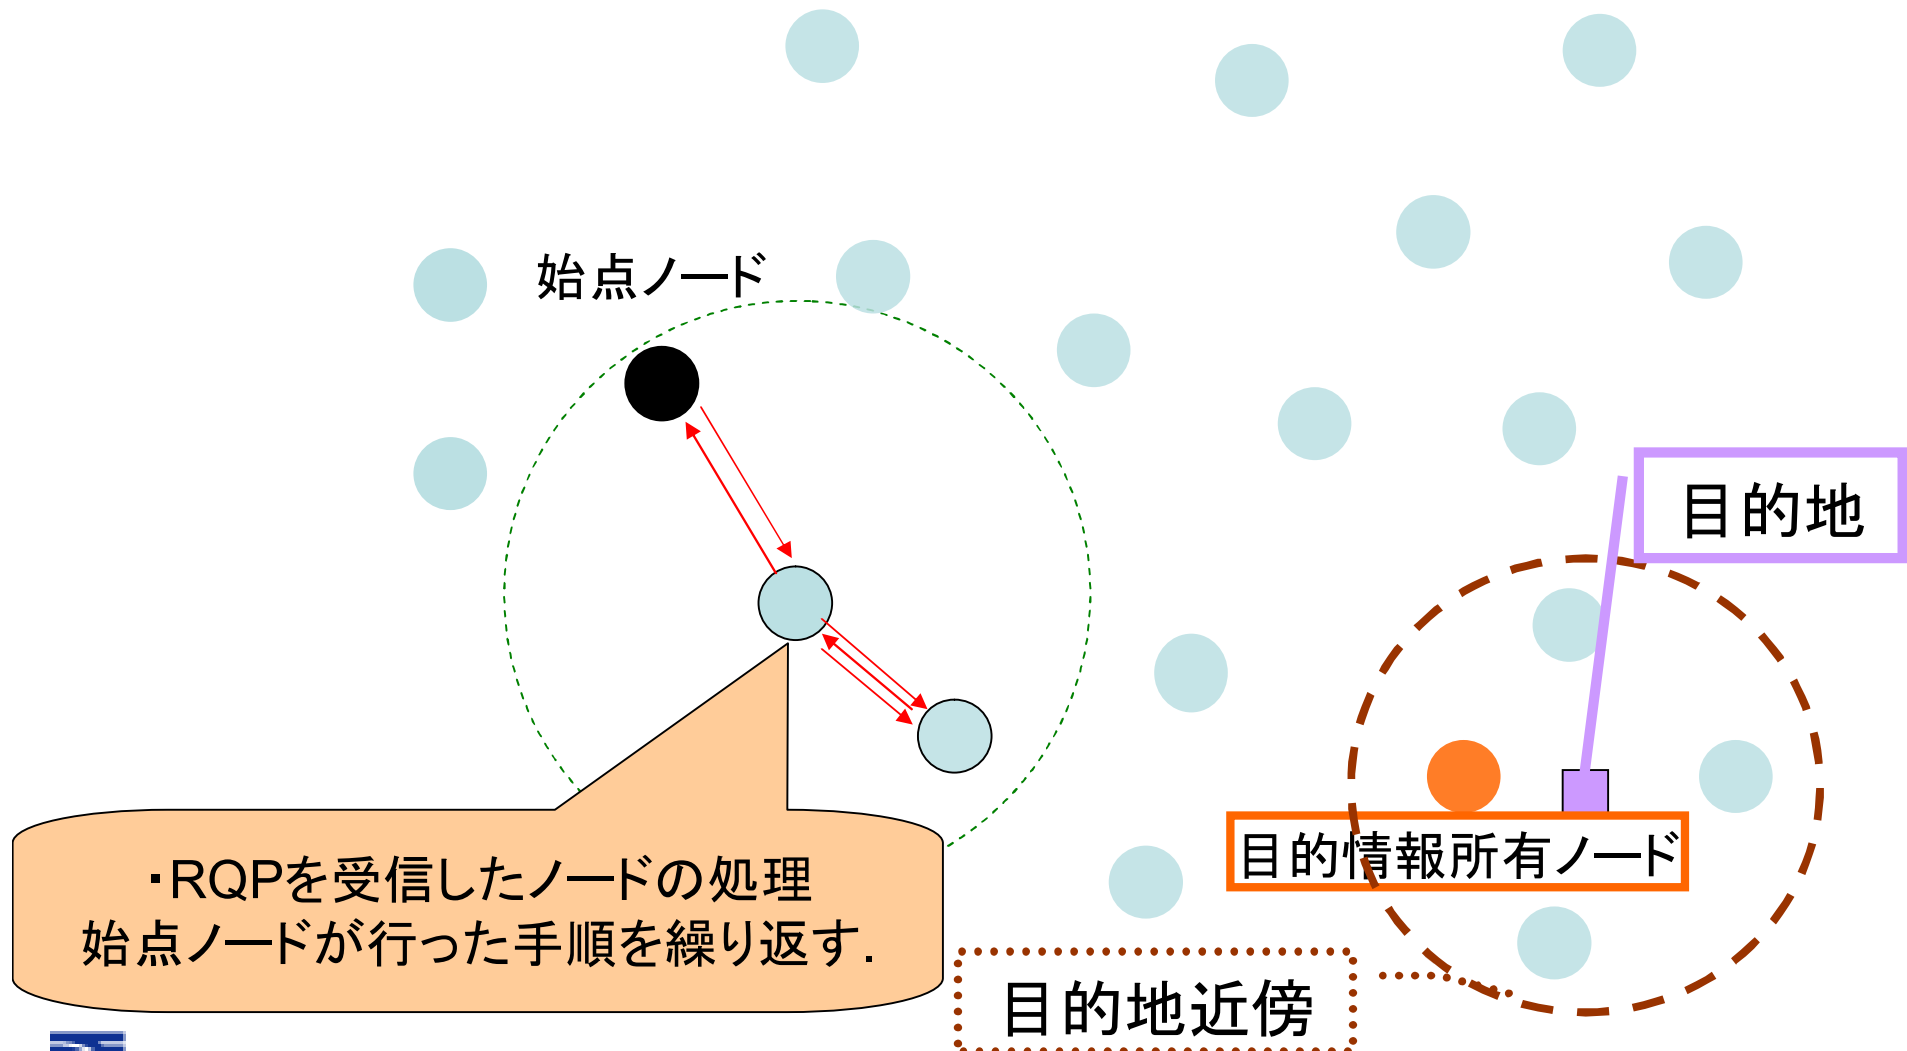 始点ノード
目的地
目的情報所有ノード
・RQPを受信したノードの処理
始点ノードが行った手順を繰り返す.
目的地近傍